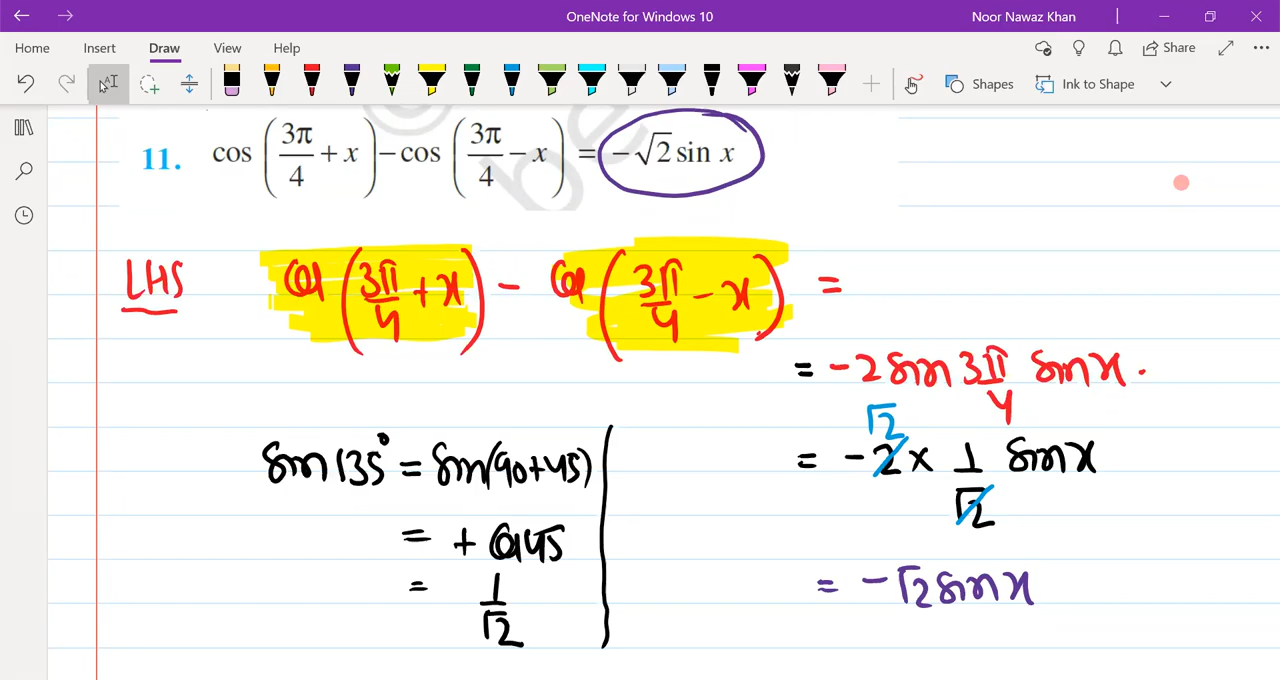 OneNote for Windows 10
Noor Nawaz Khan
Home Insert Draw View Help Share
Shapes Ink to Shape
11. cos (3π/4 + x) − cos (3π/4 − x) = −√2 sin x
LHS cos (3π/4 + x) − cos (3π/4 − x) =
= −2 sin 3π/4 sin x.
sin 135° = sin(90+45)
= + cos 45
= 1/√2
√2
= −2 × 1/√2 sin x
= −√2 sin x